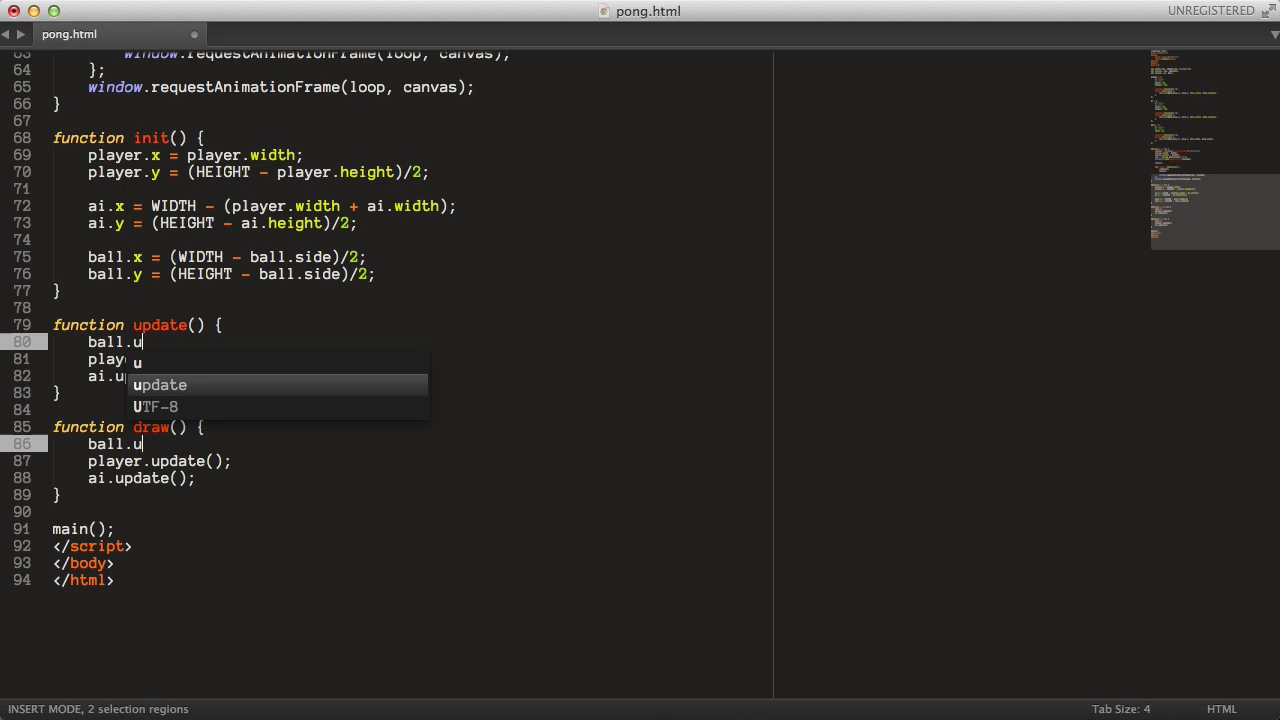 pong.html
UNREGISTERED
pong.html
63 window.requestAnimationFrame(loop, canvas);
64 };
65 window.requestAnimationFrame(loop, canvas);
66 }
67
68 function init() {
69 player.x = player.width;
70 player.y = (HEIGHT - player.height)/2;
71
72 ai.x = WIDTH - (player.width + ai.width);
73 ai.y = (HEIGHT - ai.height)/2;
74
75 ball.x = (WIDTH - ball.side)/2;
76 ball.y = (HEIGHT - ball.side)/2;
77 }
78
79 function update() {
80 ball.u
u
81 play
82 ai.u
update
83 }
UTF-8
84
85 function draw() {
86 ball.u
87 player.update();
88 ai.update();
89 }
90
91 main();
92 </script>
93 </body>
94 </html>
INSERT MODE, 2 selection regions
Tab Size: 4
HTML